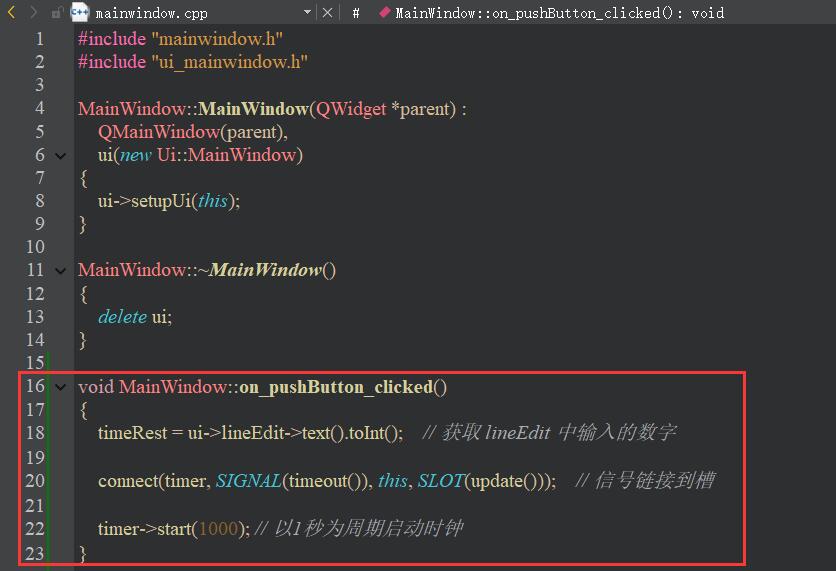 mainwindow.cpp # MainWindow::on_pushButton_clicked(): void
1 #include "mainwindow.h"
2 #include "ui_mainwindow.h"
3
4 MainWindow::MainWindow(QWidget *parent) :
5 QMainWindow(parent),
6 ui(new Ui::MainWindow)
7 {
8 ui->setupUi(this);
9 }
10
11 MainWindow::~MainWindow()
12 {
13 delete ui;
14 }
15
16 void MainWindow::on_pushButton_clicked()
17 {
18 timeRest = ui->lineEdit->text().toInt(); // 获取 lineEdit 中输入的数字
19
20 connect(timer, SIGNAL(timeout()), this, SLOT(update())); // 信号链接到槽
21
22 timer->start(1000); // 以1秒为周期启动时钟
23 }